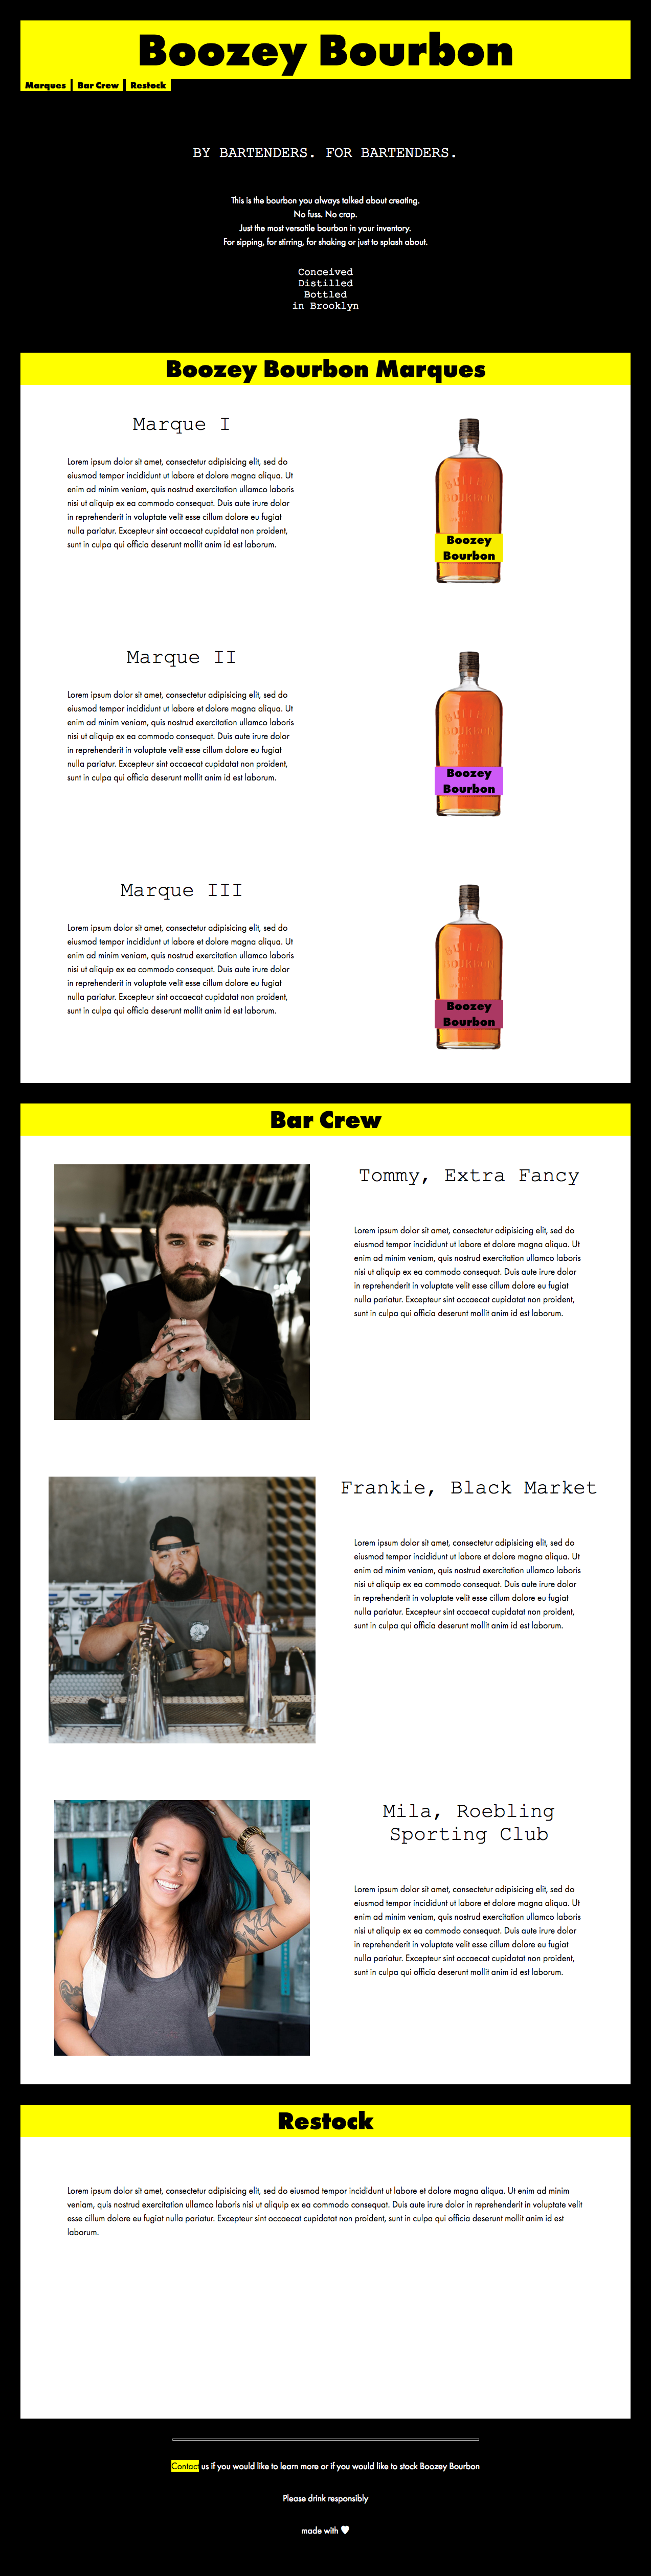 Boozey Bourbon
Marques Bar Crew Restock
BY BARTENDERS. FOR BARTENDERS.
This is the bourbon you always talked about creating.
No fuss. No crap.
Just the most versatile bourbon in your inventory.
For sipping, for stirring, for shaking or just to splash about.
Conceived
Distilled
Bottled
in Brooklyn
Boozey Bourbon Marques
Marque I
Lorem ipsum dolor sit amet, consectetur adipisicing elit, sed do
eiusmod tempor incididunt ut labore et dolore magna aliqua. Ut
enim ad minim veniam, quis nostrud exercitation ullamco laboris
nisi ut aliquip ex ea commodo consequat. Duis aute irure dolor
in reprehenderit in voluptate velit esse cillum dolore eu fugiat
nulla pariatur. Excepteur sint occaecat cupidatat non proident,
sunt in culpa qui officia deserunt mollit anim id est laborum.
BOURBON
Boozey
Bourbon
Marque II
Lorem ipsum dolor sit amet, consectetur adipisicing elit, sed do
eiusmod tempor incididunt ut labore et dolore magna aliqua. Ut
enim ad minim veniam, quis nostrud exercitation ullamco laboris
nisi ut aliquip ex ea commodo consequat. Duis aute irure dolor
in reprehenderit in voluptate velit esse cillum dolore eu fugiat
nulla pariatur. Excepteur sint occaecat cupidatat non proident,
sunt in culpa qui officia deserunt mollit anim id est laborum.
BOURBON
Boozey
Bourbon
Marque III
Lorem ipsum dolor sit amet, consectetur adipisicing elit, sed do
eiusmod tempor incididunt ut labore et dolore magna aliqua. Ut
enim ad minim veniam, quis nostrud exercitation ullamco laboris
nisi ut aliquip ex ea commodo consequat. Duis aute irure dolor
in reprehenderit in voluptate velit esse cillum dolore eu fugiat
nulla pariatur. Excepteur sint occaecat cupidatat non proident,
sunt in culpa qui officia deserunt mollit anim id est laborum.
BOURBON
Boozey
Bourbon
Bar Crew
Tommy, Extra Fancy
Lorem ipsum dolor sit amet, consectetur adipisicing elit, sed do
eiusmod tempor incididunt ut labore et dolore magna aliqua. Ut
enim ad minim veniam, quis nostrud exercitation ullamco laboris
nisi ut aliquip ex ea commodo consequat. Duis aute irure dolor
in reprehenderit in voluptate velit esse cillum dolore eu fugiat
nulla pariatur. Excepteur sint occaecat cupidatat non proident,
sunt in culpa qui officia deserunt mollit anim id est laborum.
Frankie, Black Market
Lorem ipsum dolor sit amet, consectetur adipisicing elit, sed do
eiusmod tempor incididunt ut labore et dolore magna aliqua. Ut
enim ad minim veniam, quis nostrud exercitation ullamco laboris
nisi ut aliquip ex ea commodo consequat. Duis aute irure dolor
in reprehenderit in voluptate velit esse cillum dolore eu fugiat
nulla pariatur. Excepteur sint occaecat cupidatat non proident,
sunt in culpa qui officia deserunt mollit anim id est laborum.
Mila, Roebling
Sporting Club
Lorem ipsum dolor sit amet, consectetur adipisicing elit, sed do
eiusmod tempor incididunt ut labore et dolore magna aliqua. Ut
enim ad minim veniam, quis nostrud exercitation ullamco laboris
nisi ut aliquip ex ea commodo consequat. Duis aute irure dolor
in reprehenderit in voluptate velit esse cillum dolore eu fugiat
nulla pariatur. Excepteur sint occaecat cupidatat non proident,
sunt in culpa qui officia deserunt mollit anim id est laborum.
Restock
Lorem ipsum dolor sit amet, consectetur adipisicing elit, sed do eiusmod tempor incididunt ut labore et dolore magna aliqua. Ut enim ad minim
veniam, quis nostrud exercitation ullamco laboris nisi ut aliquip ex ea commodo consequat. Duis aute irure dolor in reprehenderit in voluptate velit
esse cillum dolore eu fugiat nulla pariatur. Excepteur sint occaecat cupidatat non proident, sunt in culpa qui officia deserunt mollit anim id est
laborum.
Contact us if you would like to learn more or if you would like to stock Boozey Bourbon
Please drink responsibly
made with ♥